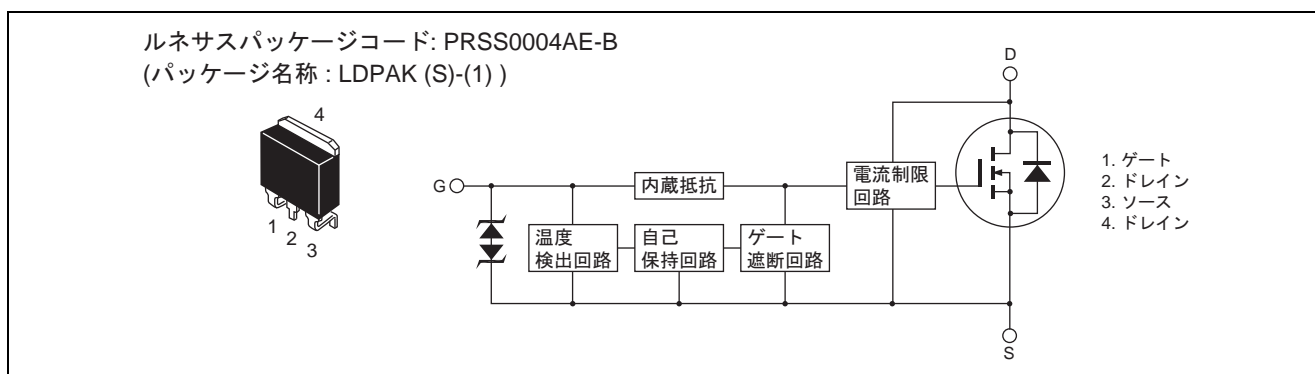 ルネサスパッケージコード: PRSS0004AE-B
(パッケージ名称 : LDPAK (S)-(1) )
4
1
2
3
D
G
内蔵抵抗
電流制限
回路
温度
検出回路
自己
保持回路
ゲート
遮断回路
S
1. ゲート
2. ドレイン
3. ソース
4. ドレイン